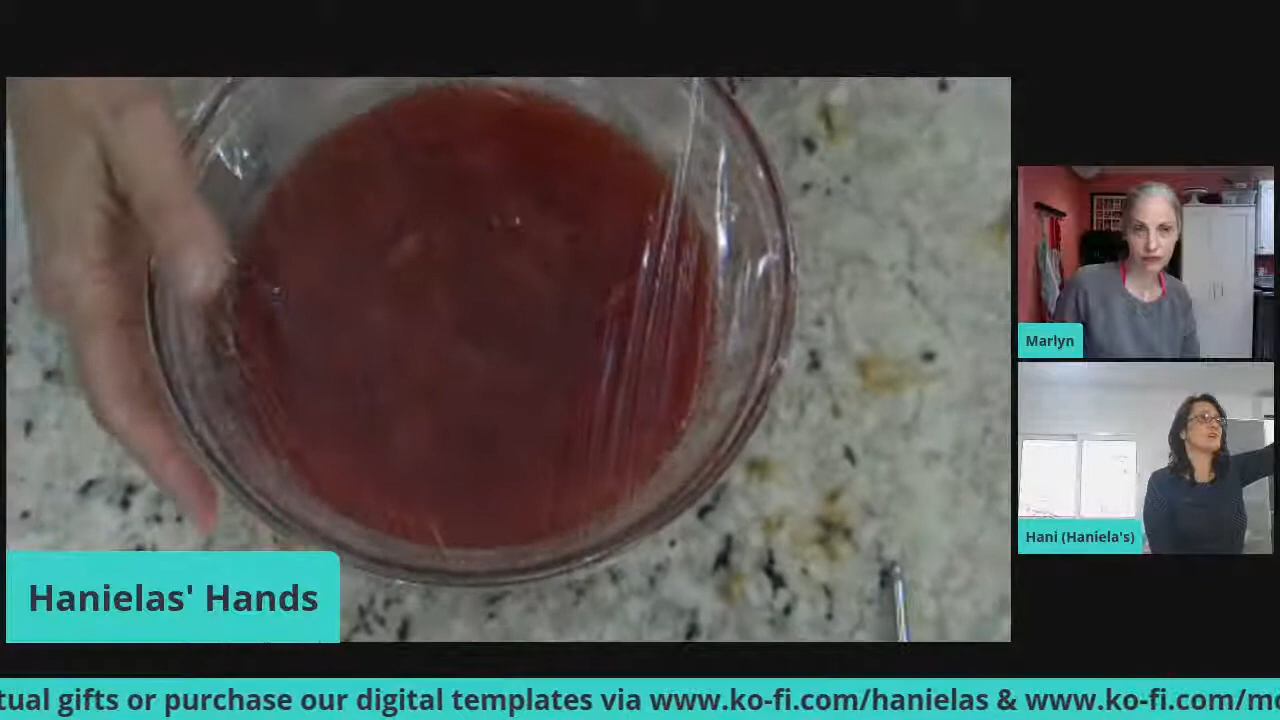 Marlyn
Hani (Haniela's)
Hanielas' Hands
tual gifts or purchase our digital templates via www.ko-fi.com/hanielas & www.ko-fi.com/m